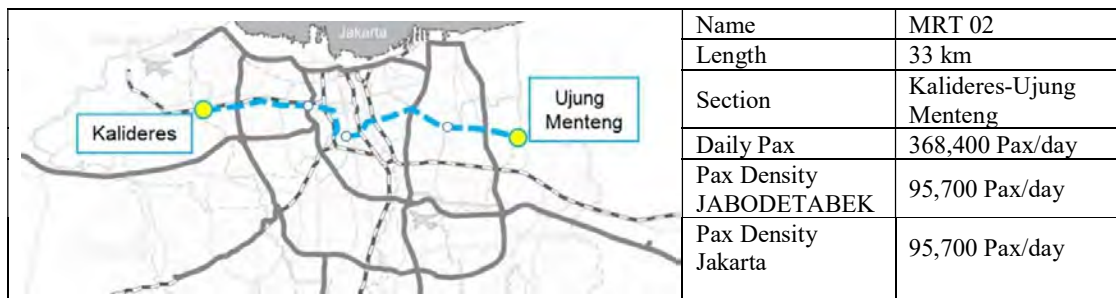 Jakarta
Kalideres
Ujung
Menteng
Name MRT 02
Length 33 km
Section Kalideres-Ujung
Menteng
Daily Pax 368,400 Pax/day
Pax Density
JABODETABEK 95,700 Pax/day
Pax Density
Jakarta 95,700 Pax/day